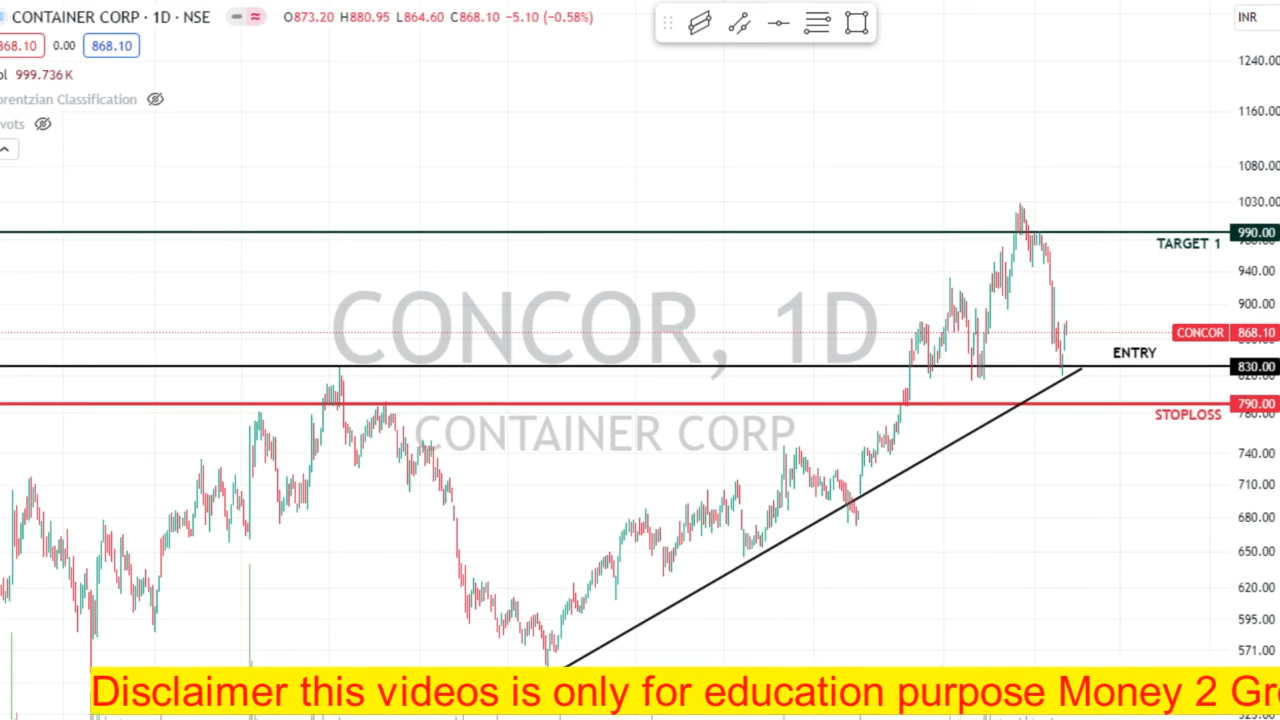 CONTAINER CORP · 1D · NSE
O873.20 H880.95 L864.60 C868.10 −5.10 (−0.58%)
INR
868.10 0.00 868.10
ol 999.736K
orentzian Classification
vots
1240.00
1160.00
1080.00
1030.00
990.00
TARGET 1
940.00
900.00
CONCOR, 1D
CONCOR 868.10
ENTRY
830.00
790.00
STOPLOSS
CONTAINER CORP
740.00
710.00
680.00
650.00
620.00
595.00
571.00
Disclaimer this videos is only for education purpose Money 2 Gr